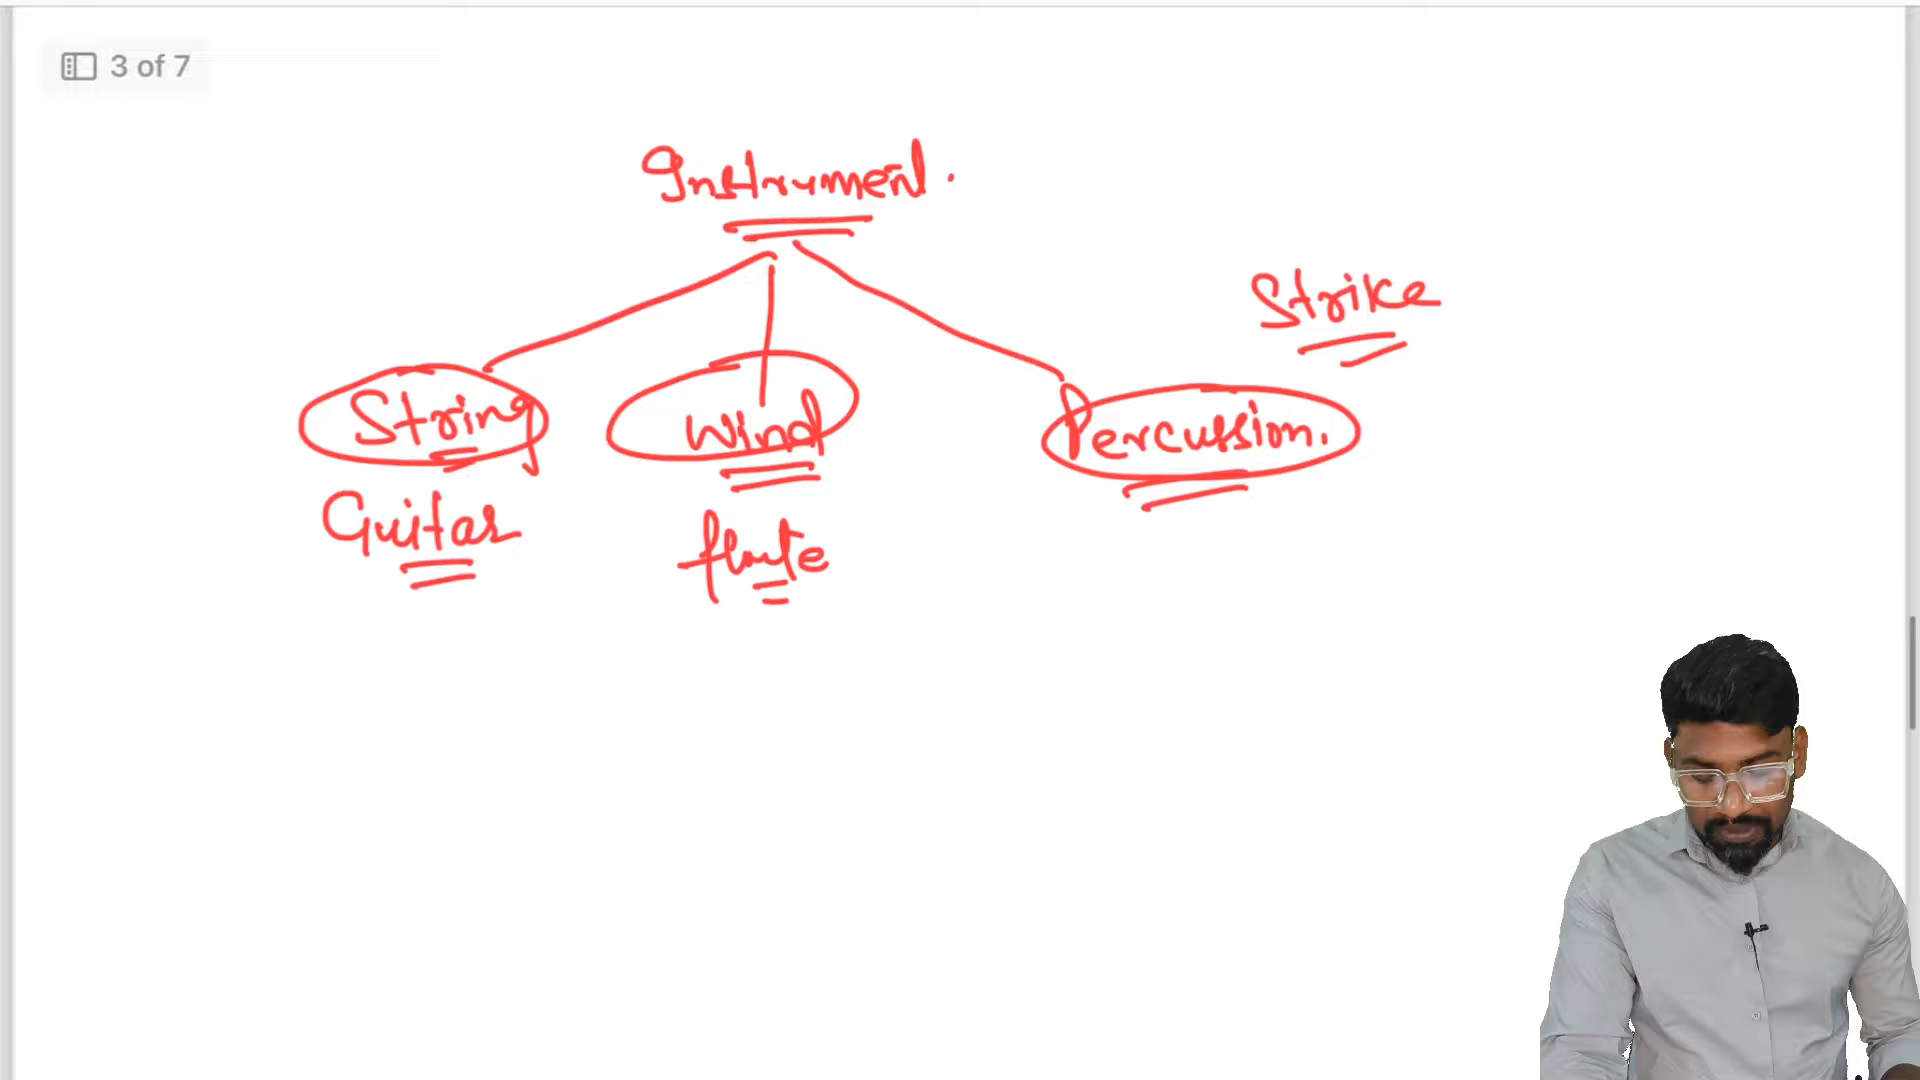 3 of 7
Instrument.
Strike
String Wind Percussion.
Guitar flute